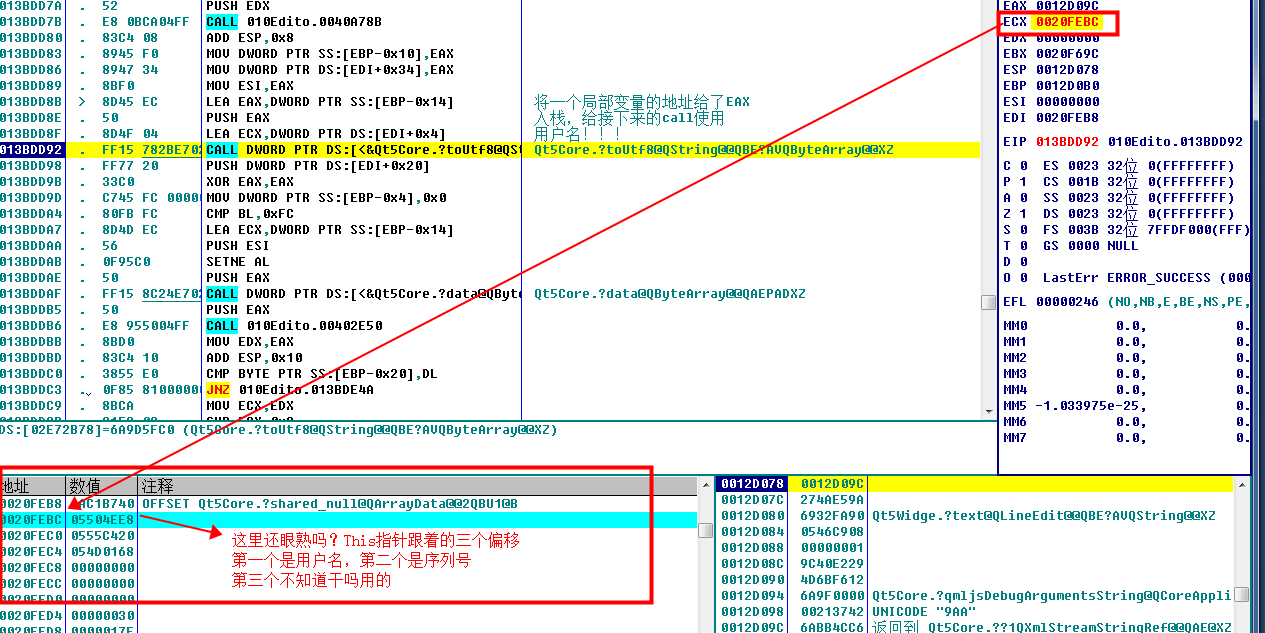 013BDD7A . 52 PUSH EDX
013BDD7B . E8 0BCA04FF CALL 010Edito.0040A78B
013BDD80 . 83C4 08 ADD ESP,0x8
013BDD83 . 8945 F0 MOV DWORD PTR SS:[EBP-0x10],EAX
013BDD86 . 8947 34 MOV DWORD PTR DS:[EDI+0x34],EAX
013BDD89 . 8BF0 MOV ESI,EAX
013BDD8B > 8D45 EC LEA EAX,DWORD PTR SS:[EBP-0x14] 将一个局部变量的地址给了EAX
013BDD8E . 50 PUSH EAX 入栈，给接下来的call使用
013BDD8F . 8D4F 04 LEA ECX,DWORD PTR DS:[EDI+0x4] 用户名！！！
013BDD92 . FF15 782BE702 CALL DWORD PTR DS:[<&Qt5Core.?toUtf8@QSt Qt5Core.?toUtf8@QString@@QBE?AVQByteArray@@XZ
013BDD98 . FF77 20 PUSH DWORD PTR DS:[EDI+0x20]
013BDD9B . 33C0 XOR EAX,EAX
013BDD9D . C745 FC 00000 MOV DWORD PTR SS:[EBP-0x4],0x0
013BDDA4 . 80FB FC CMP BL,0xFC
013BDDA7 . 8D4D EC LEA ECX,DWORD PTR SS:[EBP-0x14]
013BDDAA . 56 PUSH ESI
013BDDAB . 0F95C0 SETNE AL
013BDDAE . 50 PUSH EAX
013BDDAF . FF15 8C24E702 CALL DWORD PTR DS:[<&Qt5Core.?data@QByte Qt5Core.?data@QByteArray@@QAEPADXZ
013BDDB5 . 50 PUSH EAX
013BDDB6 . E8 955004FF CALL 010Edito.00402E50
013BDDBB . 8BD0 MOV EDX,EAX
013BDDBD . 83C4 10 ADD ESP,0x10
013BDDC0 . 3855 E0 CMP BYTE PTR SS:[EBP-0x20],DL
013BDDC3 . 0F85 81000000 JNZ 010Edito.013BDE4A
013BDDC9 . 8BCA MOV ECX,EDX
DS:[02E72B78]=6A9D5FC0 (Qt5Core.?toUtf8@QString@@QBE?AVQByteArray@@XZ)
EAX 0012D09C
ECX 0020FEBC
EDX 00000000
EBX 0020F69C
ESP 0012D078
EBP 0012D0B0
ESI 00000000
EDI 0020FEB8
EIP 013BDD92 010Edito.013BDD92
C 0 ES 0023 32位 0(FFFFFFFF)
P 1 CS 001B 32位 0(FFFFFFFF)
A 0 SS 0023 32位 0(FFFFFFFF)
Z 1 DS 0023 32位 0(FFFFFFFF)
S 0 FS 003B 32位 7FFDF000(FFF)
T 0 GS 0000 NULL
D 0
O 0 LastErr ERROR_SUCCESS (000
EFL 00000246 (NO,NB,E,BE,NS,PE,
MM0 0.0, 0.
MM1 0.0, 0.
MM2 0.0, 0.
MM3 0.0, 0.
MM4 0.0, 0.
MM5 -1.033975e-25, 0.
MM6 0.0, 0.
MM7 0.0, 0.
地址 数值 注释
0020FEB8 OFFSET Qt5Core.?shared_null@QArrayData@@2QBU1@B
0020FEBC 05504EE8
0020FEC0 0555C420
0020FEC4 054D0168
0020FEC8 00000000
0020FECC 00000000
0020FED0 00000000
0020FED4 00000030
0020FED8 0000017F
这里还眼熟吗？This指针跟着的三个偏移
第一个是用户名，第二个是序列号
第三个不知道干吗用的
0012D078 0012D09C
0012D07C 274AE59A
0012D080 6932FA90 Qt5Widge.?text@QLineEdit@@QBE?AVQString@@XZ
0012D084 0546C908
0012D088 00000001
0012D08C 9C40E229
0012D090 4D6BF612
0012D094 6A9F0000 Qt5Core.?qmljsDebugArgumentsString@QCoreAppli
0012D098 00213742 UNICODE "9AA"
0012D09C 6ABB4CC6 返回到 Qt5Core.??1QXmlStreamStringRef@@QAE@XZ